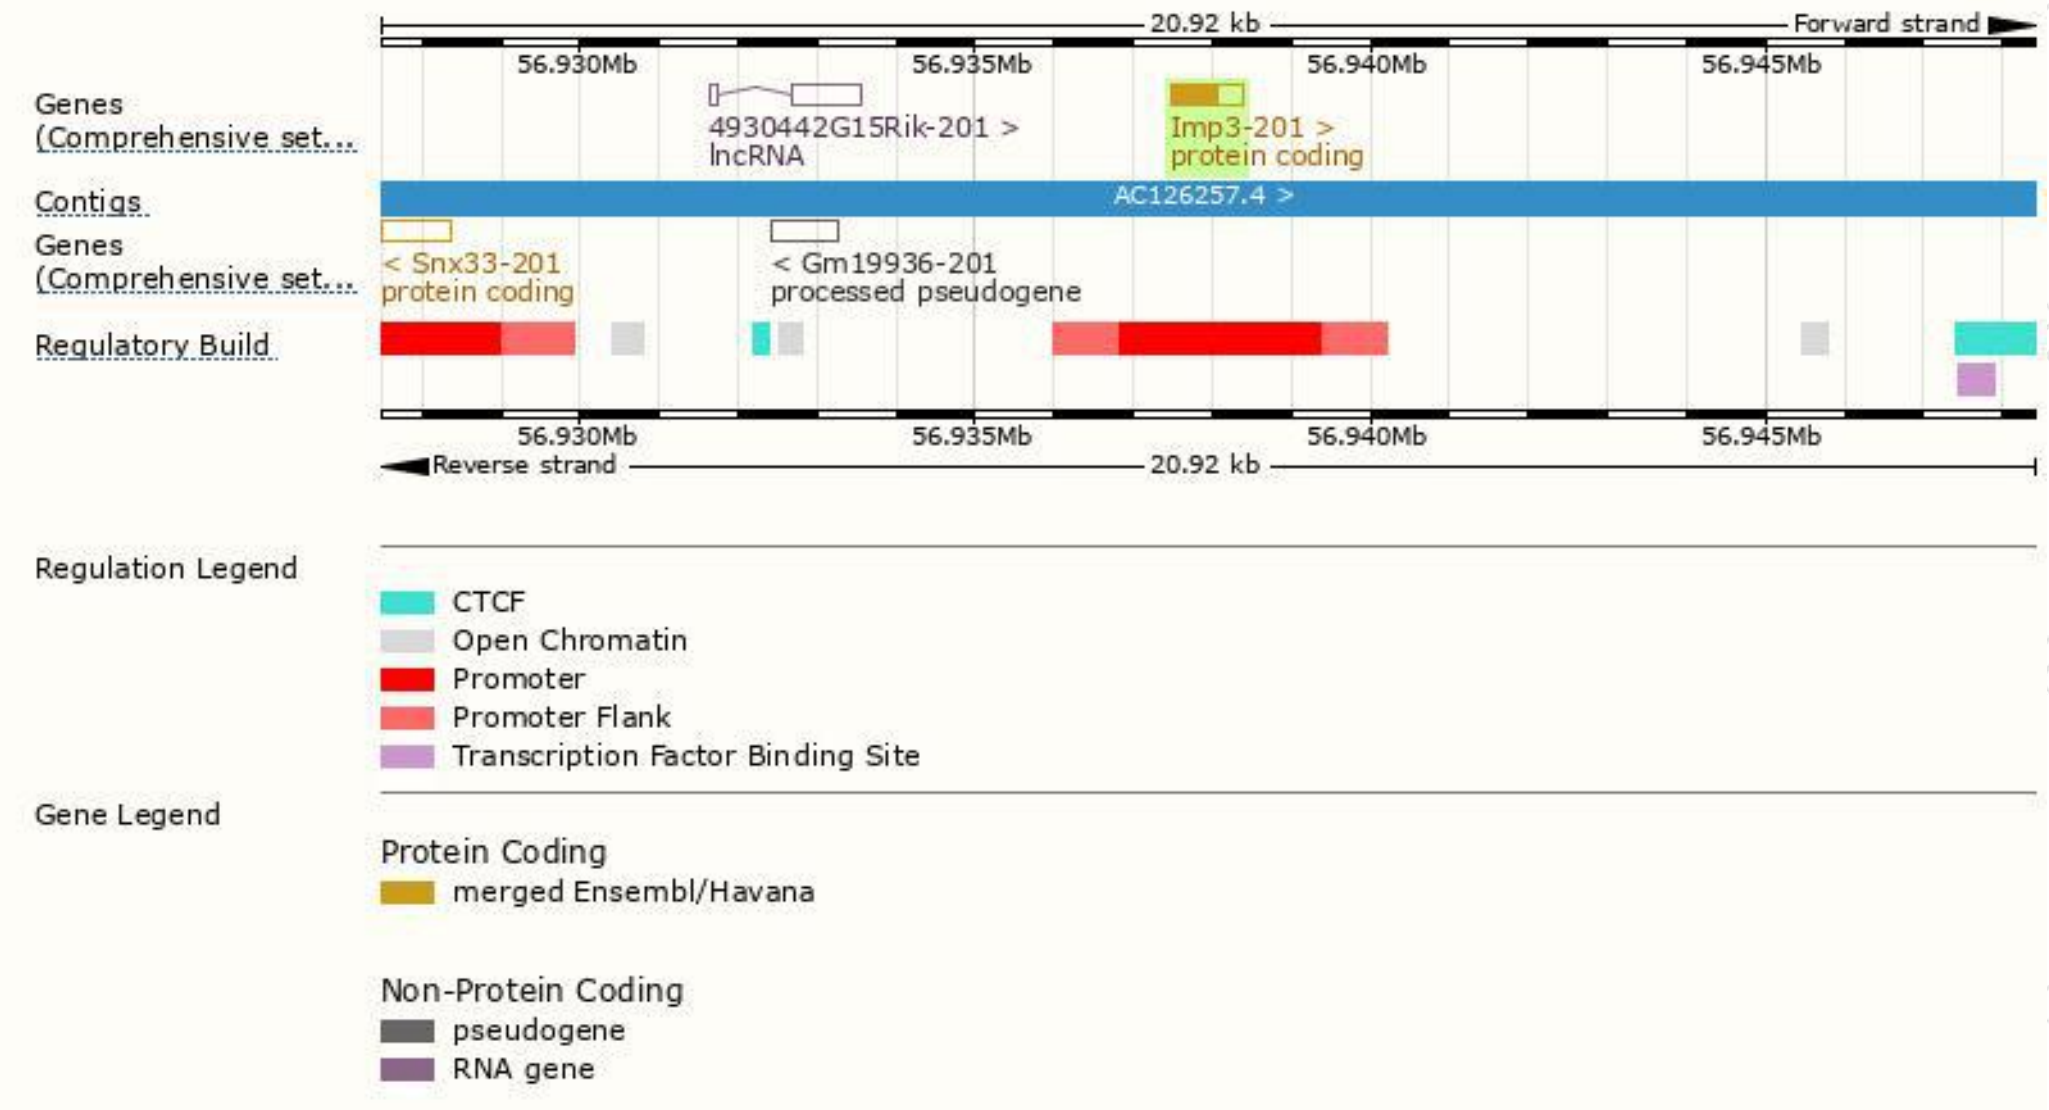 20.92 kb Forward strand
56.930Mb 56.935Mb 56.940Mb 56.945Mb
Genes
(Comprehensive set...
4930442G15Rik-201 >
lncRNA
Imp3-201 >
protein coding
Contigs
AC126257.4 >
Genes
(Comprehensive set...
< Snx33-201
protein coding
< Gm19936-201
processed pseudogene
Regulatory Build
56.930Mb 56.935Mb 56.940Mb 56.945Mb
Reverse strand 20.92 kb
Regulation Legend
CTCF
Open Chromatin
Promoter
Promoter Flank
Transcription Factor Binding Site
Gene Legend
Protein Coding
merged Ensembl/Havana
Non-Protein Coding
pseudogene
RNA gene